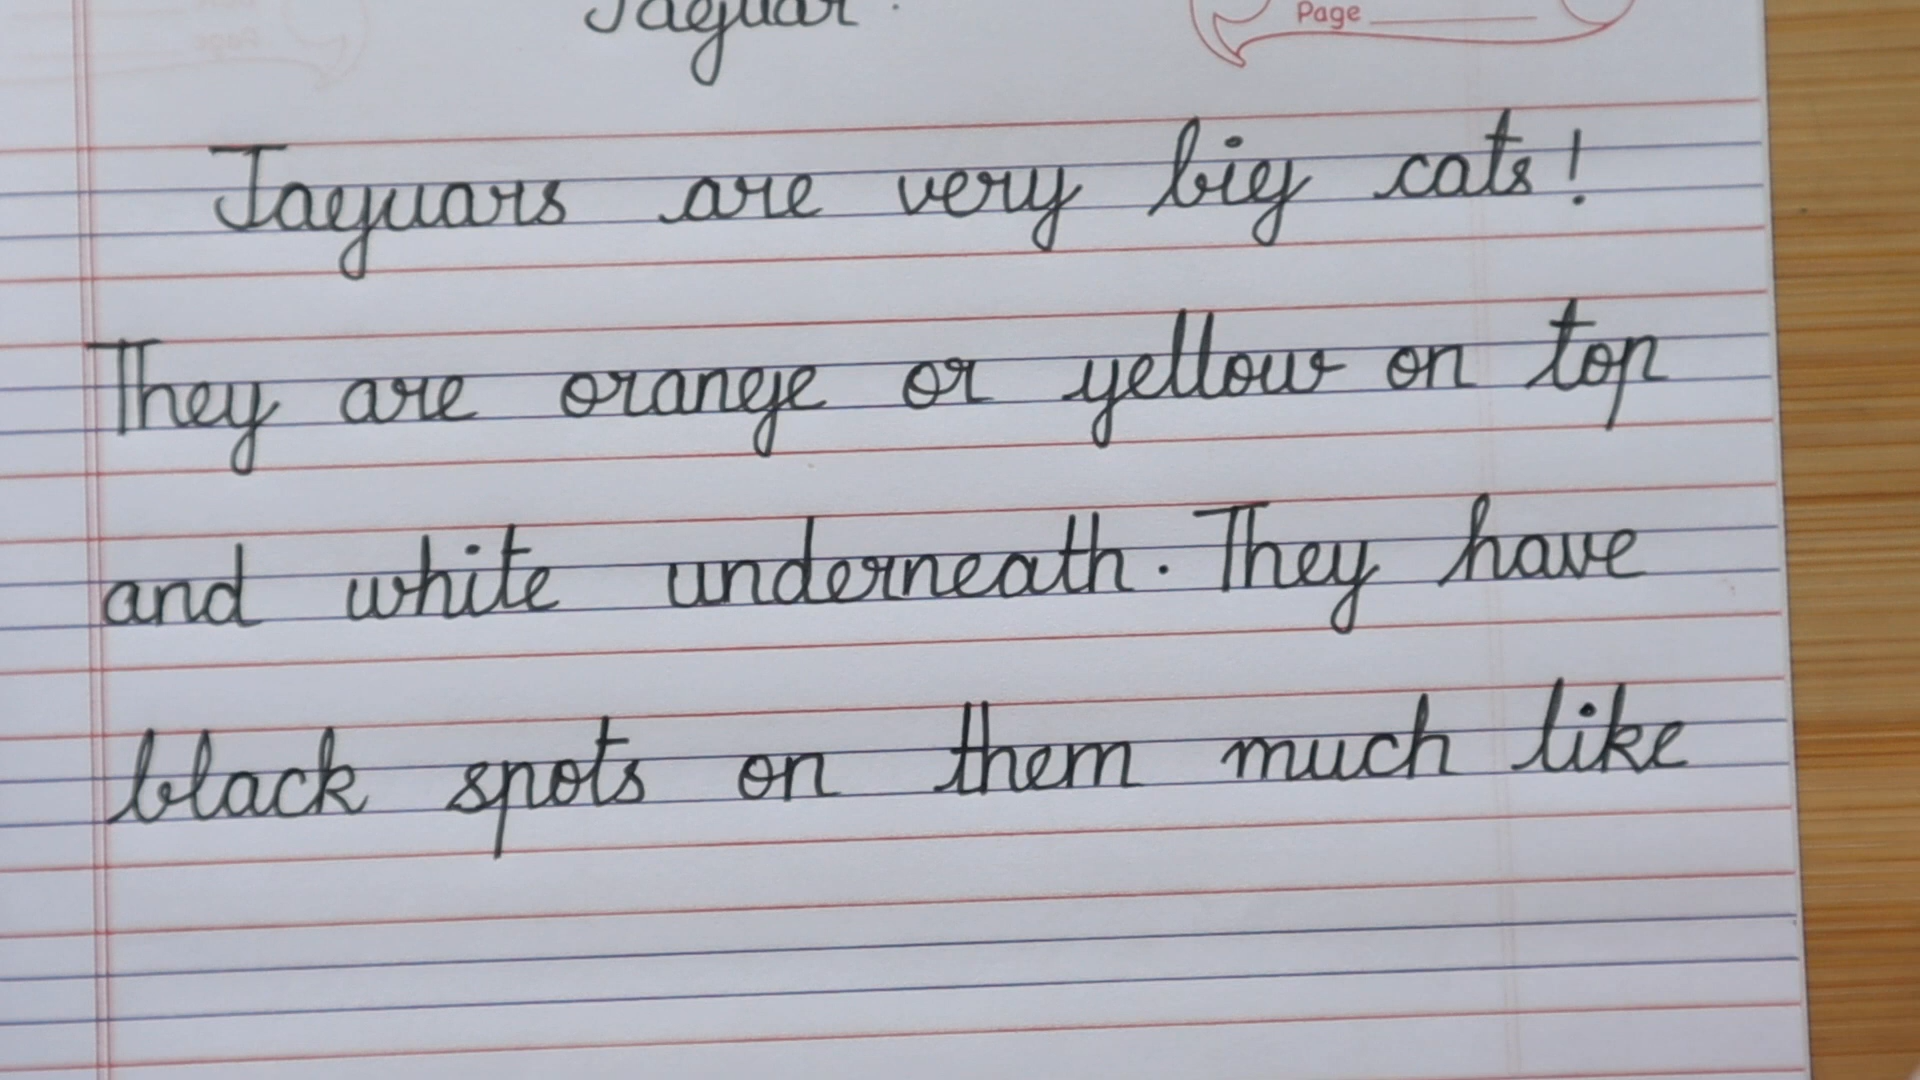 Jaguar.
Page
Jaguars are very big cats!
They are orange or yellow on top
and white underneath. They have
black spots on them much like